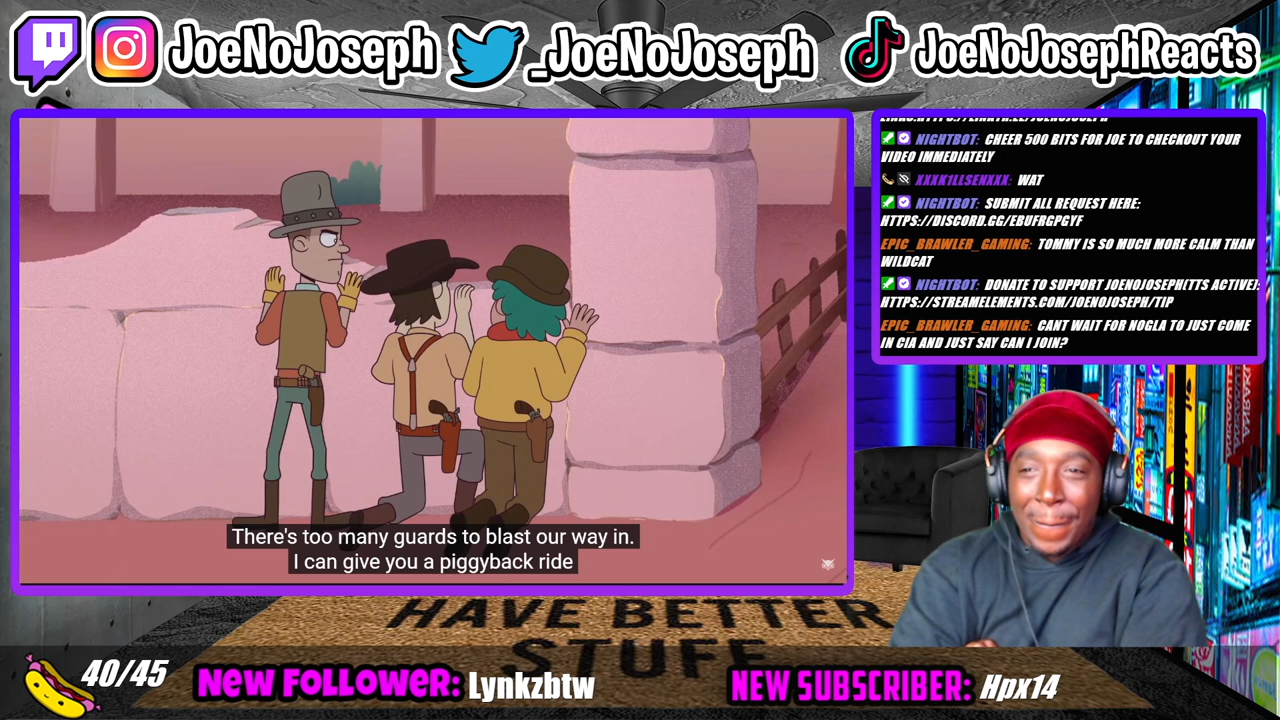 JoeNoJoseph
_JoeNoJoseph
JoeNoJosephReacts
NIGHTBOT: CHEER 500 BITS FOR JOE TO CHECKOUT YOUR
VIDEO IMMEDIATELY
XXXK1LLSENXXX: WAT
NIGHTBOT: SUBMIT ALL REQUEST HERE:
HTTPS://DISCORD.GG/EBUFRGPGYF
EPIC_BRAWLER_GAMING: TOMMY IS SO MUCH MORE CALM THAN
WILDCAT
NIGHTBOT: DONATE TO SUPPORT JOENOJOSEPH(TTS ACTIVE):
HTTPS://STREAMELEMENTS.COM/JOENOJOSEPH/TIP
EPIC_BRAWLER_GAMING: CANT WAIT FOR NOGLA TO JUST COME
IN CLA AND JUST SAY CAN I JOIN?
There's too many guards to blast our way in.
I can give you a piggyback ride
HAVE BETTER
STUFF
40/45
NEW FOLLOWER: Lynkzbtw
NEW SUBSCRIBER: Hpx14